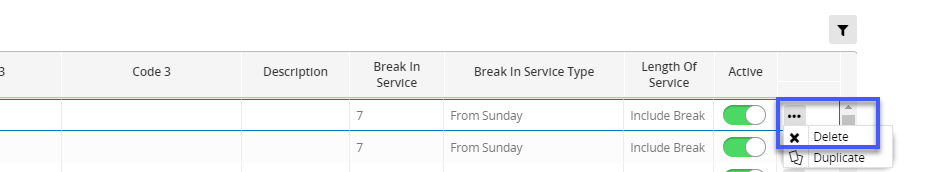 3 Code 3 Description Break In Service Break In Service Type Length Of Service Active
7 From Sunday Include Break
Delete
7 From Sunday Include Break
Duplicate